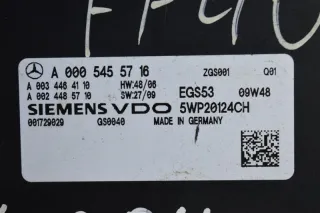 A 000 545 57 16
ZGS001 Q01
A 003 446 41 10 HW:48/06
A 002 448 57 10 SW:27/09
EGS53 09W48
SIEMENS VDO 5WP20124CH
001729029 GS0040 MADE IN GERMANY